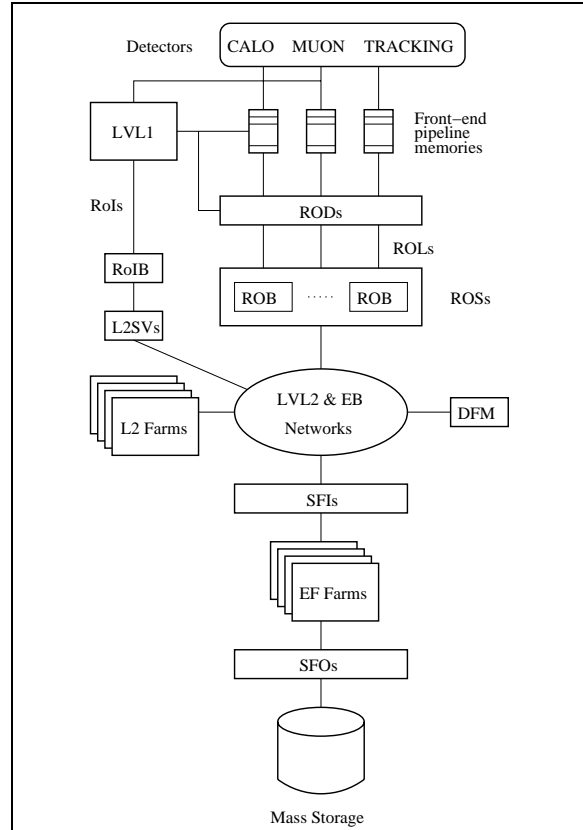 Detectors
CALO MUON TRACKING
LVL1
Front−end
pipeline
memories
RoIs
RODs
ROLs
RoIB
ROB ..... ROB
ROSs
L2SVs
LVL2 & EB
Networks
L2 Farms
DFM
SFIs
EF Farms
SFOs
Mass Storage